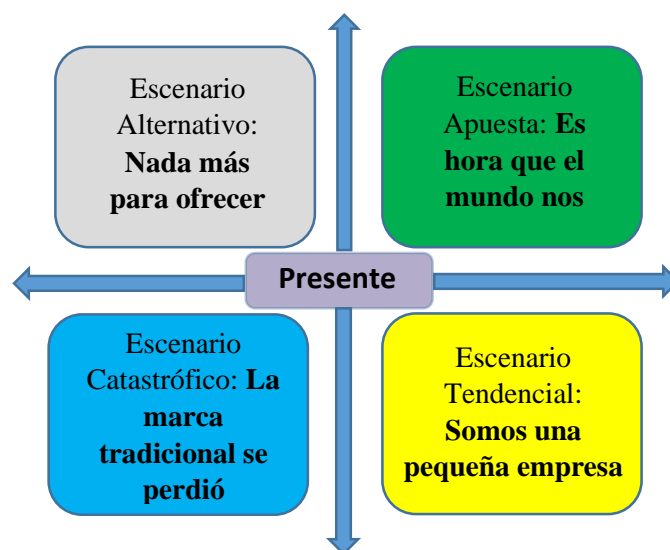 Escenario
Alternativo:
Nada más
para ofrecer
Escenario
Apuesta: Es
hora que el
mundo nos
Presente
Escenario
Catastrófico: La
marca
tradicional se
perdió
Escenario
Tendencial:
Somos una
pequeña empresa